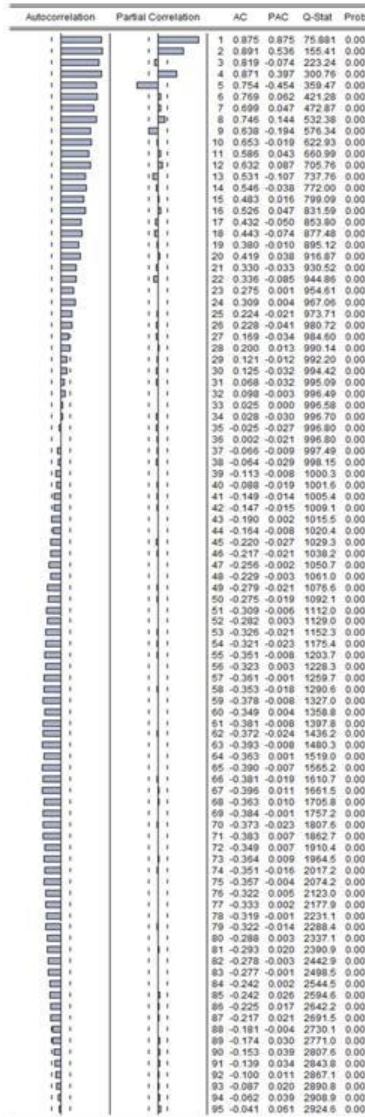 Autocorrelation Partial Correlation AC PAC Q-Stat Prob
1 0.875 0.875 75.881 0.00
2 0.891 0.536 155.41 0.00
3 0.819 -0.074 223.24 0.00
4 0.871 0.397 300.76 0.00
5 0.754 -0.454 359.47 0.00
6 0.769 0.062 421.28 0.00
7 0.699 0.047 472.87 0.00
8 0.746 0.144 532.38 0.00
9 0.638 -0.194 576.34 0.00
10 0.653 -0.019 622.93 0.00
11 0.586 0.043 660.99 0.00
12 0.632 0.087 705.76 0.00
13 0.531 -0.107 737.76 0.00
14 0.546 -0.038 772.00 0.00
15 0.483 0.016 799.09 0.00
16 0.526 0.047 831.59 0.00
17 0.432 -0.050 853.80 0.00
18 0.443 -0.074 877.48 0.00
19 0.380 -0.010 895.12 0.00
20 0.419 0.038 916.87 0.00
21 0.330 -0.033 930.52 0.00
22 0.336 -0.085 944.86 0.00
23 0.275 0.001 954.61 0.00
24 0.309 0.004 967.06 0.00
25 0.224 -0.021 973.71 0.00
26 0.228 -0.041 980.72 0.00
27 0.169 -0.034 984.60 0.00
28 0.200 0.013 990.14 0.00
29 0.121 -0.012 992.20 0.00
30 0.125 -0.032 994.42 0.00
31 0.068 -0.032 995.09 0.00
32 0.098 -0.003 996.49 0.00
33 0.025 0.000 996.58 0.00
34 0.028 -0.030 996.70 0.00
35 -0.025 -0.027 996.80 0.00
36 0.002 -0.021 996.80 0.00
37 -0.066 -0.009 997.49 0.00
38 -0.064 -0.029 998.15 0.00
39 -0.113 -0.008 1000.3 0.00
40 -0.088 -0.019 1001.6 0.00
41 -0.149 -0.014 1005.4 0.00
42 -0.147 -0.015 1009.1 0.00
43 -0.190 0.002 1015.5 0.00
44 -0.164 -0.008 1020.4 0.00
45 -0.220 -0.027 1029.3 0.00
46 -0.217 -0.021 1038.2 0.00
47 -0.256 -0.002 1050.7 0.00
48 -0.229 -0.003 1061.0 0.00
49 -0.279 -0.021 1076.6 0.00
50 -0.275 -0.019 1092.1 0.00
51 -0.309 -0.006 1112.0 0.00
52 -0.282 0.003 1129.0 0.00
53 -0.326 -0.021 1152.3 0.00
54 -0.321 -0.023 1175.4 0.00
55 -0.351 -0.008 1203.7 0.00
56 -0.323 0.003 1228.3 0.00
57 -0.361 -0.001 1259.7 0.00
58 -0.353 -0.018 1290.6 0.00
59 -0.378 -0.008 1327.0 0.00
60 -0.349 0.004 1358.8 0.00
61 -0.381 -0.008 1397.8 0.00
62 -0.372 -0.024 1436.2 0.00
63 -0.393 -0.008 1480.3 0.00
64 -0.363 0.001 1519.0 0.00
65 -0.390 -0.007 1565.2 0.00
66 -0.381 -0.019 1610.7 0.00
67 -0.396 0.011 1661.5 0.00
68 -0.363 0.010 1705.8 0.00
69 -0.384 -0.001 1757.2 0.00
70 -0.373 -0.023 1807.6 0.00
71 -0.383 0.007 1862.7 0.00
72 -0.349 0.007 1910.4 0.00
73 -0.364 0.009 1964.5 0.00
74 -0.351 -0.016 2017.2 0.00
75 -0.357 -0.004 2074.2 0.00
76 -0.322 0.005 2123.0 0.00
77 -0.333 0.002 2177.9 0.00
78 -0.319 -0.001 2231.1 0.00
79 -0.322 -0.014 2288.4 0.00
80 -0.288 0.003 2337.1 0.00
81 -0.293 0.020 2390.9 0.00
82 -0.278 -0.003 2442.9 0.00
83 -0.277 -0.001 2498.5 0.00
84 -0.242 0.002 2544.5 0.00
85 -0.242 0.026 2594.6 0.00
86 -0.225 0.017 2642.2 0.00
87 -0.217 0.021 2691.5 0.00
88 -0.181 -0.004 2730.1 0.00
89 -0.174 0.030 2771.0 0.00
90 -0.153 0.039 2807.6 0.00
91 -0.139 0.034 2843.8 0.00
92 -0.100 0.011 2867.1 0.00
93 -0.087 0.020 2890.8 0.00
94 -0.062 0.039 2908.9 0.00
95 -0.041 0.061 2924.6 0.00